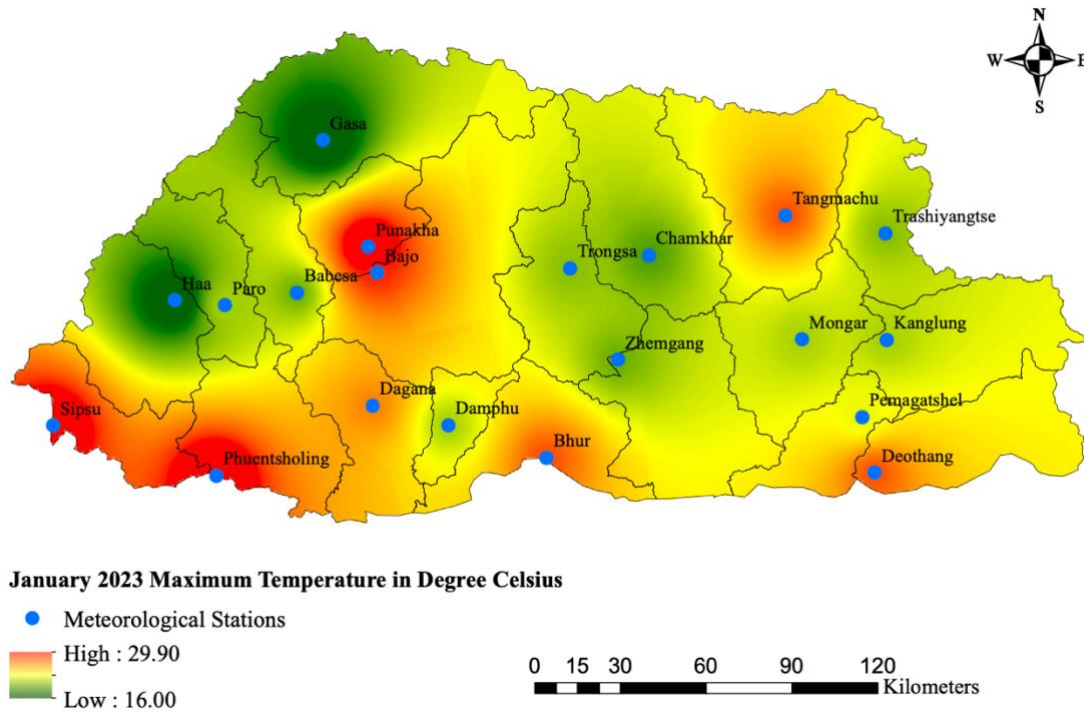 N
W E
S
Gasa
Punakha
Bajo
Tangmachu
Trashiyangtse
Trongsa
Chamkhar
Haa
Paro
Babesa
Zhemgang
Mongar
Kanglung
Sipsu
Phuentsholing
Dagana
Damphu
Bhur
Pemagatshel
Deothang
January 2023 Maximum Temperature in Degree Celsius
Meteorological Stations
High : 29.90
Low : 16.00
0 15 30 60 90 120
Kilometers